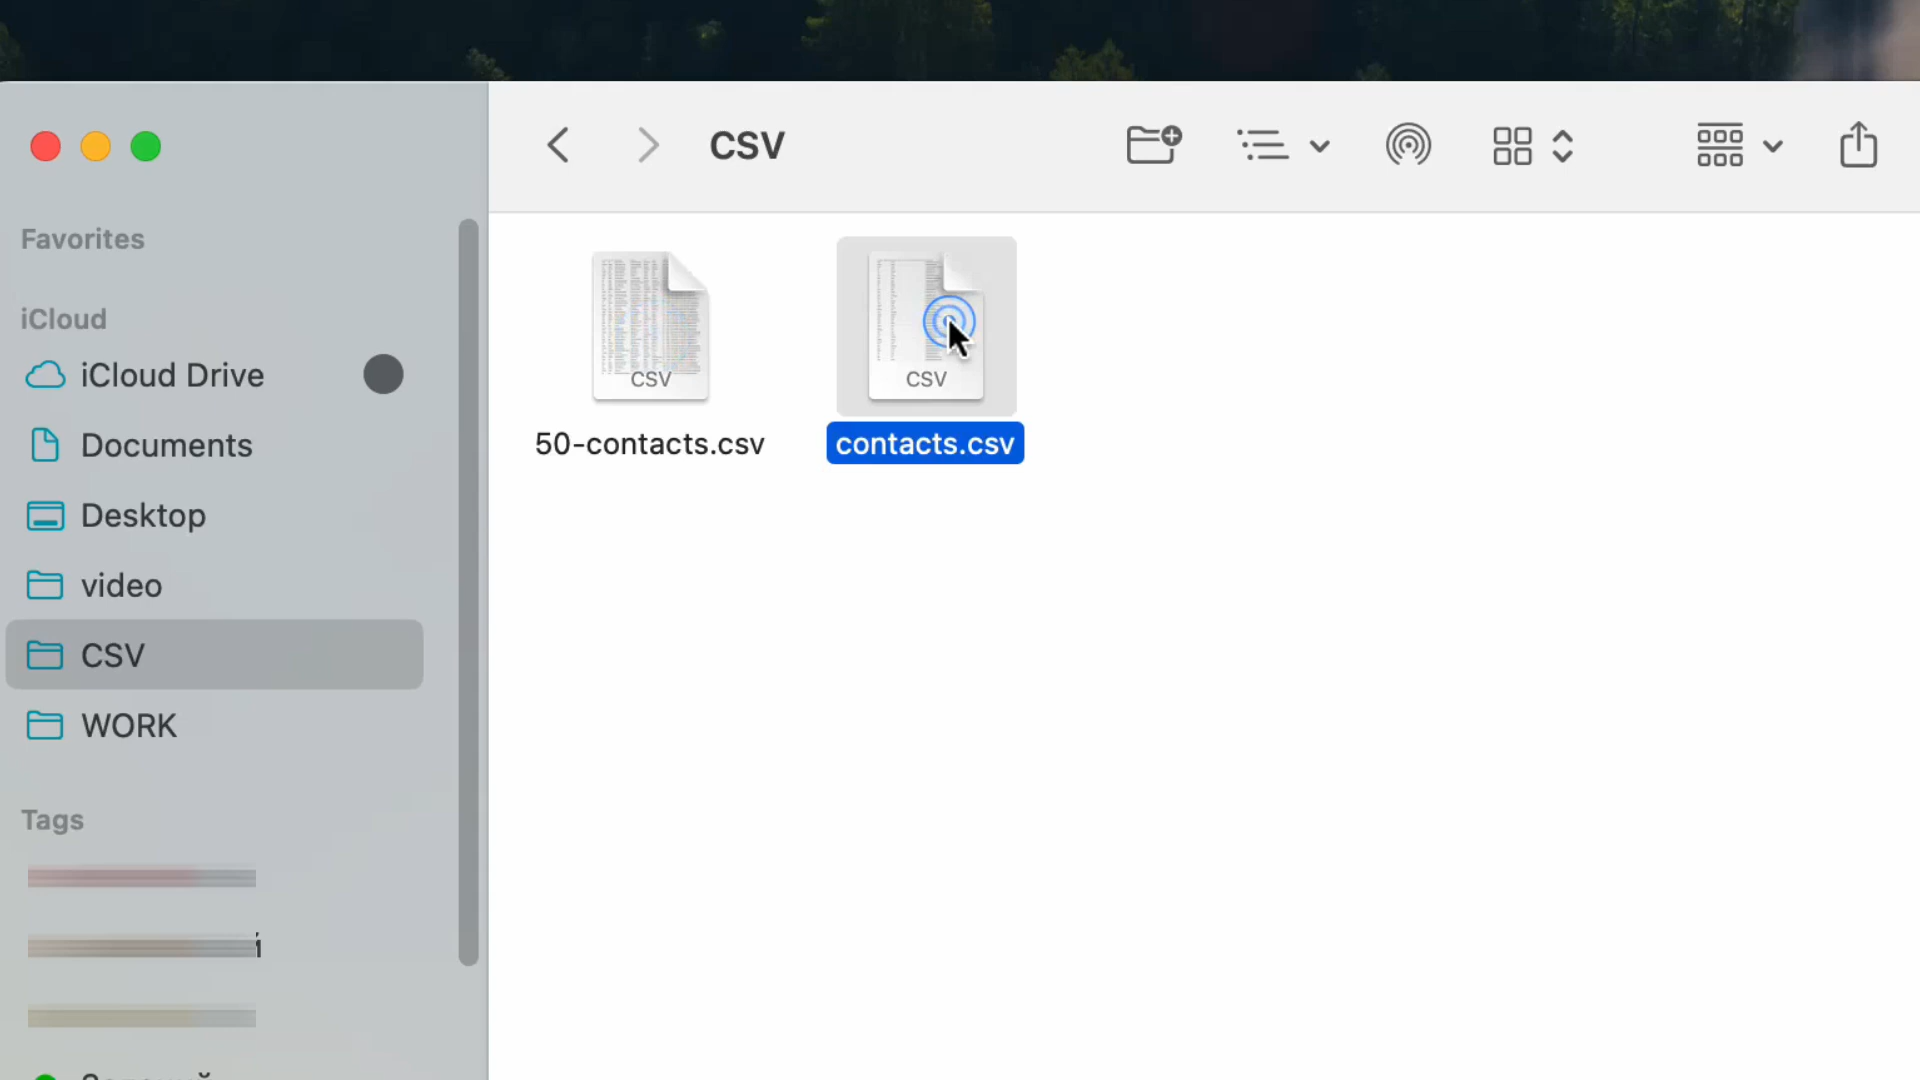 CSV
Favorites
iCloud
iCloud Drive
Documents
Desktop
video
CSV
WORK
Tags
CSV
50-contacts.csv
CSV
contacts.csv